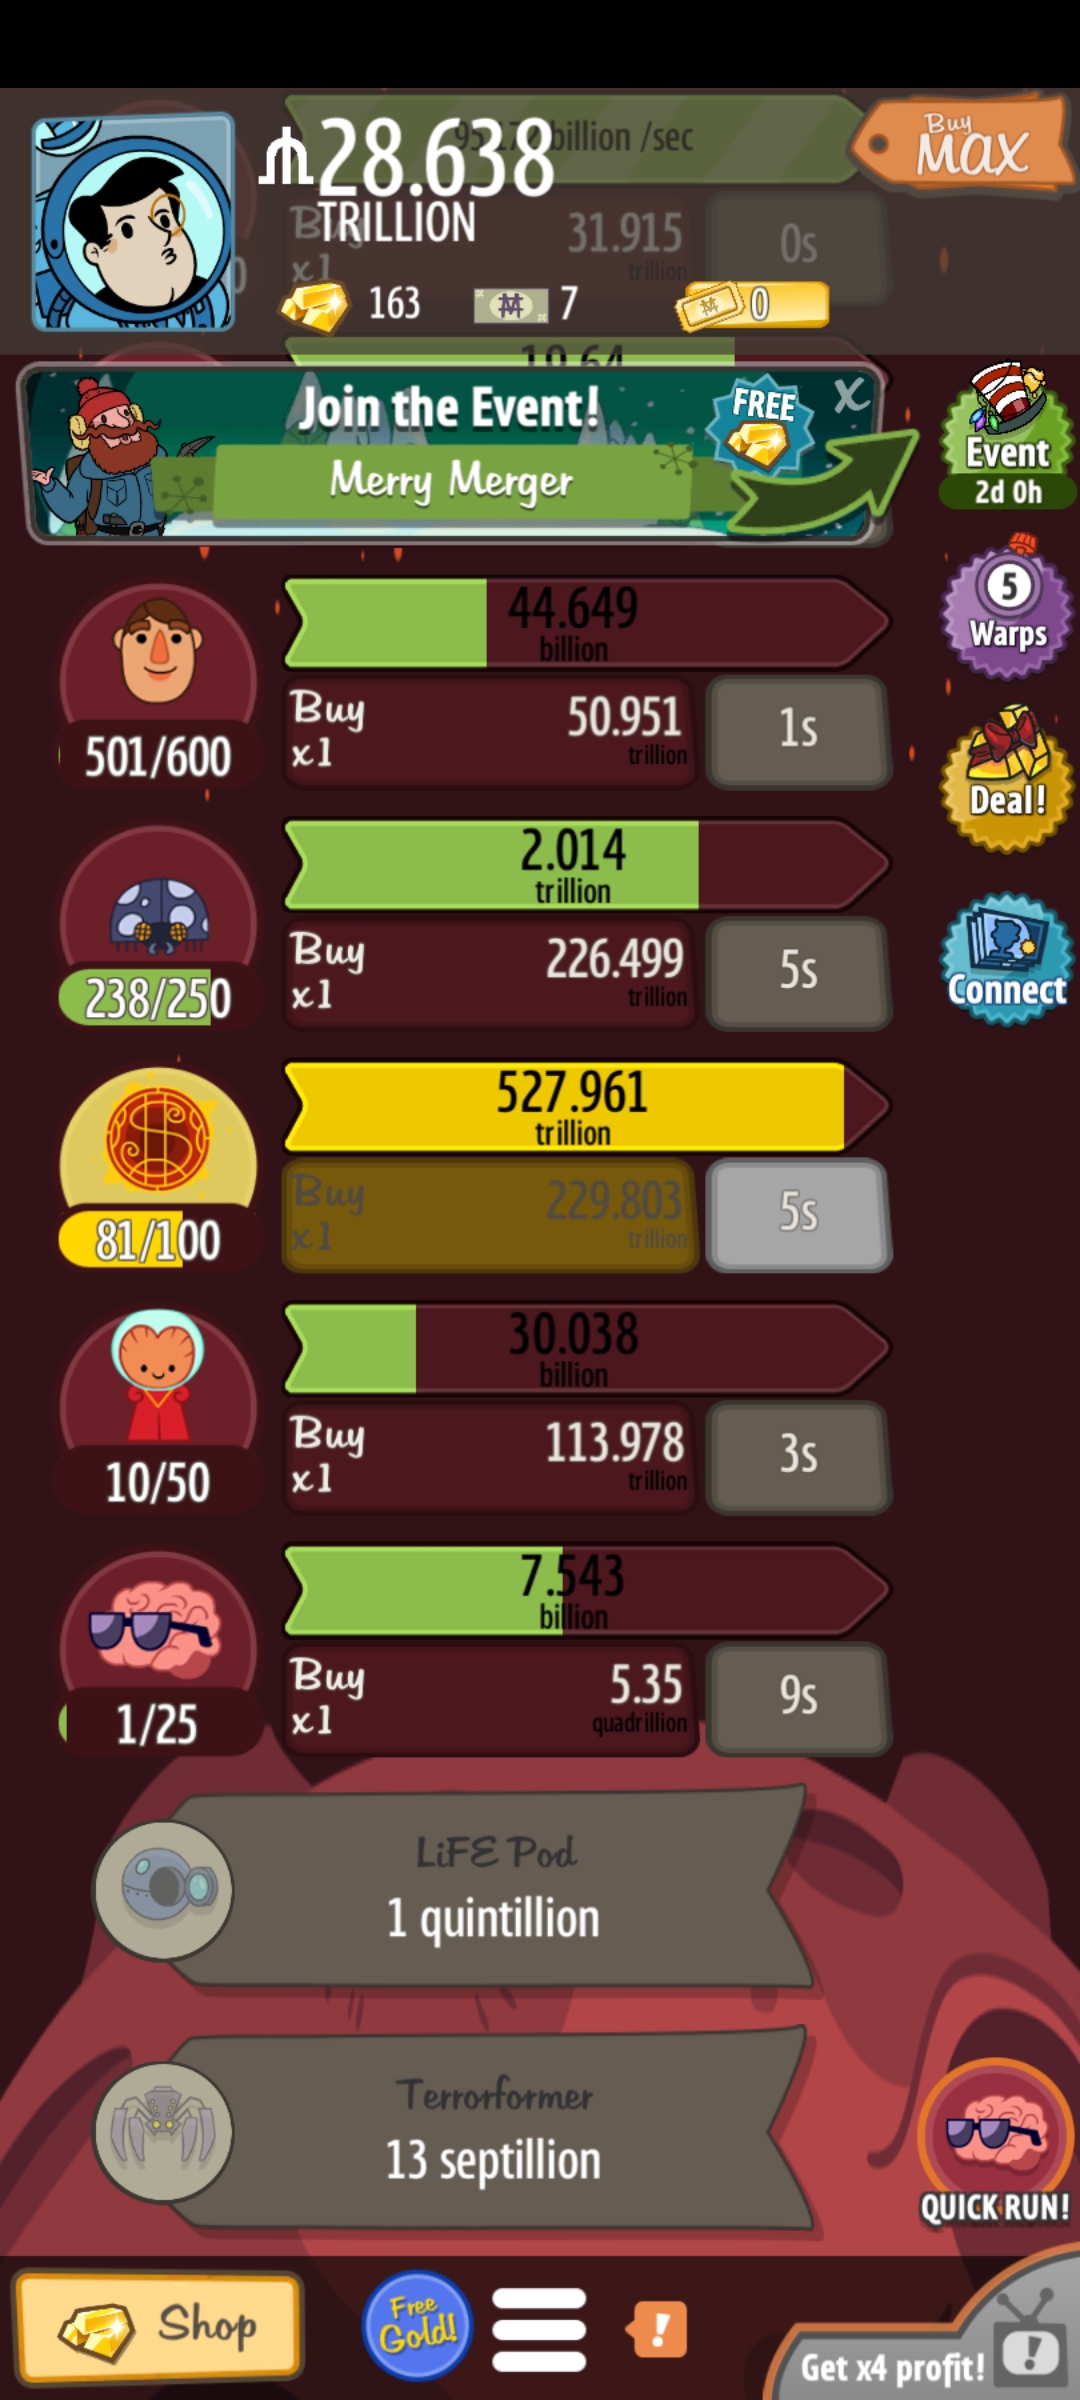 28.638
TRILLION
billion /sec
Buy
MAX
Buy
x1
31.915
trillion
0s
163
7
0
19.64
Join the Event!
FREE
X
Merry Merger
Event
2d 0h
44.649
billion
Buy
x1
50.951
trillion
1s
501/600
5
Warps
2.014
trillion
Buy
x1
226.499
trillion
5s
238/250
Deal!
Connect
527.961
trillion
Buy
x1
229.803
trillion
5s
81/100
30.038
billion
Buy
x1
113.978
trillion
3s
10/50
7.543
billion
Buy
x1
5.35
quadrillion
9s
1/25
LiFE Pod
1 quintillion
Terrorformer
13 septillion
QUICK RUN!
Shop
Free
Gold!
!
Get x4 profit!
!